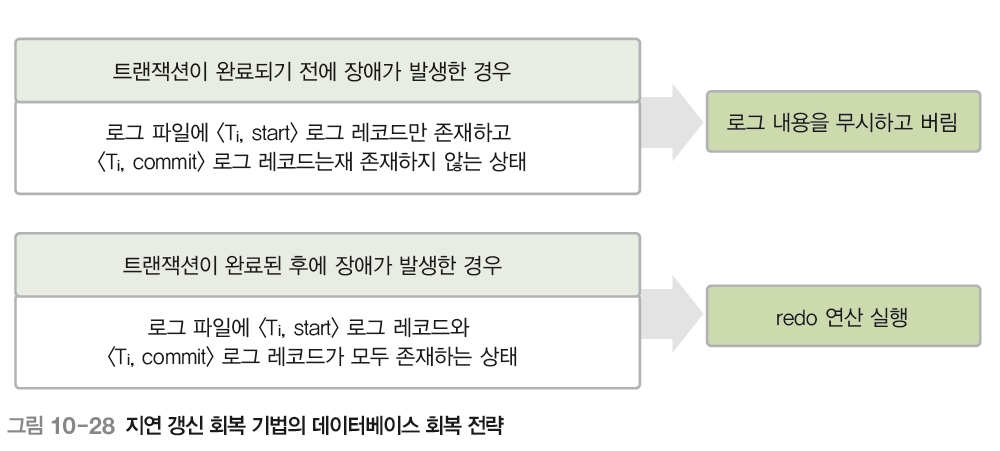 트랜잭션이 완료되기 전에 장애가 발생한 경우
로그 파일에 〈Ti, start〉 로그 레코드만 존재하고
〈Ti, commit〉 로그 레코드는재 존재하지 않는 상태
로그 내용을 무시하고 버림
트랜잭션이 완료된 후에 장애가 발생한 경우
로그 파일에 〈Ti, start〉 로그 레코드와
〈Ti, commit〉 로그 레코드가 모두 존재하는 상태
redo 연산 실행
그림 10-28 지연 갱신 회복 기법의 데이터베이스 회복 전략